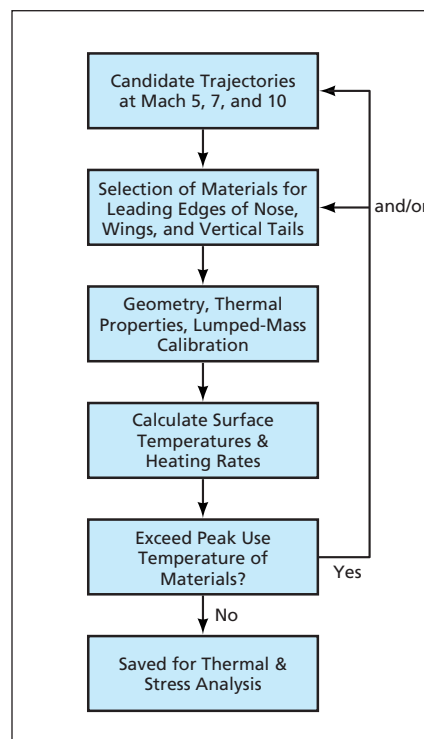 Candidate Trajectories
at Mach 5, 7, and 10
Selection of Materials for
Leading Edges of Nose,
Wings, and Vertical Tails
and/or
Geometry, Thermal
Properties, Lumped-Mass
Calibration
Calculate Surface
Temperatures &
Heating Rates
Exceed Peak Use
Temperature of
Materials?
Yes
No
Saved for Thermal &
Stress Analysis